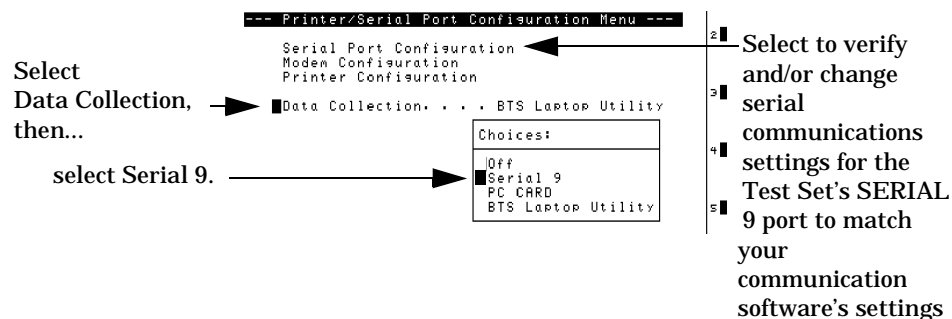 --- Printer/Serial Port Configuration Menu ---
Serial Port Configuration
Modem Configuration
Printer Configuration
Data Collection. . . . BTS Laptop Utility
Choices:
Off
Serial 9
PC CARD
BTS Laptop Utility
Select
Data Collection,
then...
select Serial 9.
2
3
4
5
Select to verify
and/or change
serial
communications
settings for the
Test Set's SERIAL
9 port to match
your
communication
software's settings